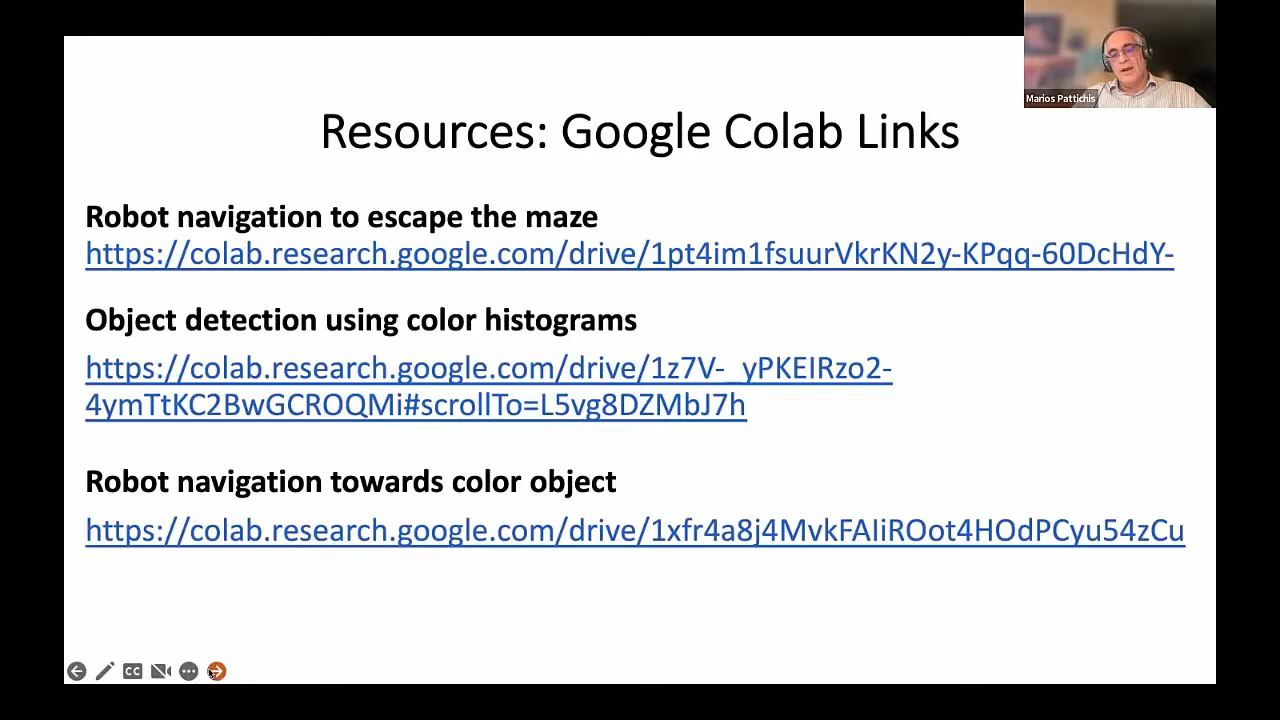 Marios Pattichis
Resources: Google Colab Links
Robot navigation to escape the maze
https://colab.research.google.com/drive/1pt4im1fsuurVkrKN2y-KPqq-60DcHdY-
Object detection using color histograms
https://colab.research.google.com/drive/1z7V-_yPKEIRzo2-
4ymTtKC2BwGCROQMi#scrollTo=L5vg8DZMbJ7h
Robot navigation towards color object
https://colab.research.google.com/drive/1xfr4a8j4MvkFAIiROot4HOdPCyu54zCu
CC